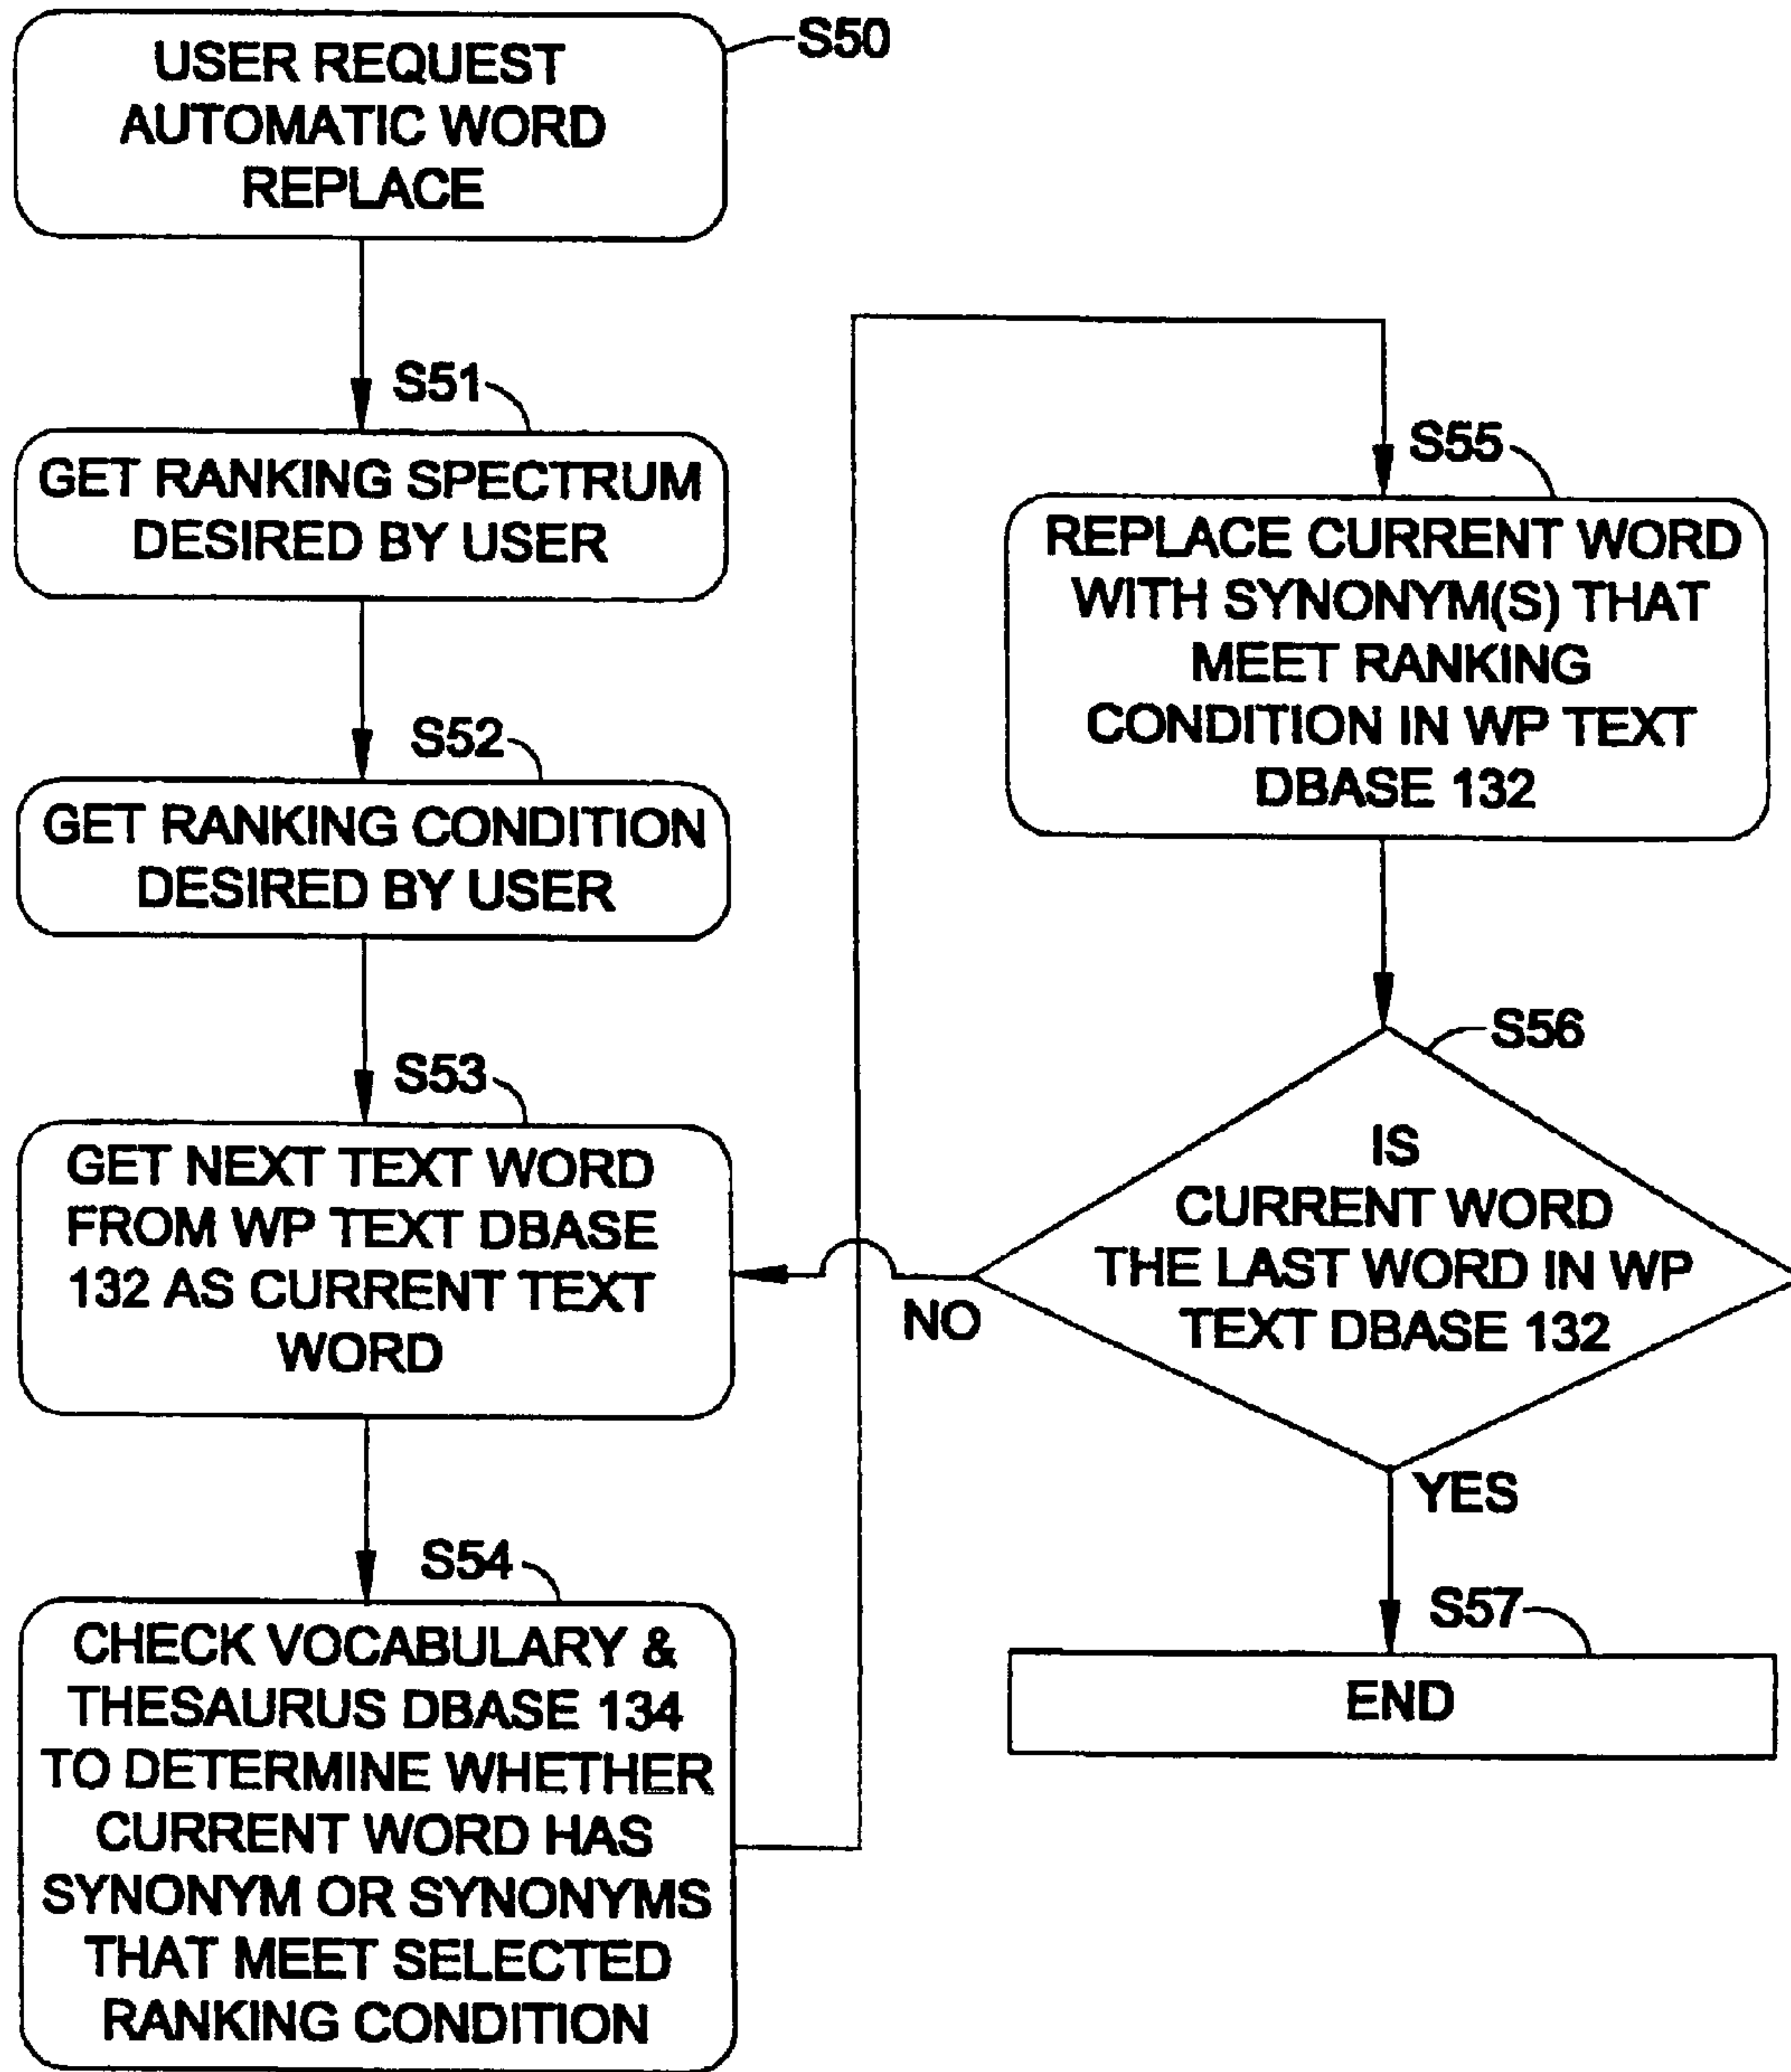 S50
USER REQUEST
AUTOMATIC WORD
REPLACE
S51
GET RANKING SPECTRUM
DESIRED BY USER
S52
GET RANKING CONDITION
DESIRED BY USER
S53
GET NEXT TEXT WORD
FROM WP TEXT DBASE
132 AS CURRENT TEXT
WORD
S54
CHECK VOCABULARY &
THESAURUS DBASE 134
TO DETERMINE WHETHER
CURRENT WORD HAS
SYNONYM OR SYNONYMS
THAT MEET SELECTED
RANKING CONDITION
S55
REPLACE CURRENT WORD
WITH SYNONYM(S) THAT
MEET RANKING
CONDITION IN WP TEXT
DBASE 132
S56
IS
CURRENT WORD
THE LAST WORD IN WP
TEXT DBASE 132
NO
YES
S57
END